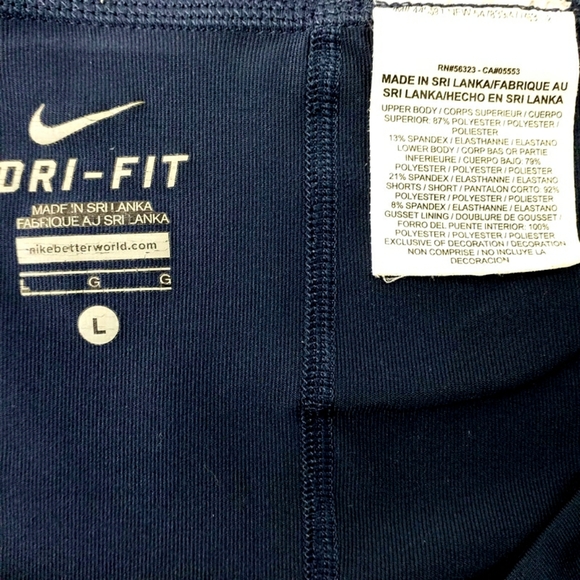 DRI-FIT
MADE IN SRI LANKA
FABRIQUE AU SRI LANKA
nikebetterworld.com
L G G
L
RN#56323 - CA#05553
MADE IN SRI LANKA/FABRIQUE AU
SRI LANKA/HECHO EN SRI LANKA
UPPER BODY / CORPS SUPERIEUR / CUERPO
SUPERIOR: 87% POLYESTER / POLYESTER /
POLIESTER
13% SPANDEX / ELASTHANNE / ELASTANO
LOWER BODY / CORP BAS OR PARTIE
INFERIEURE / CUERPO BAJO: 79%
POLYESTER / POLYESTER / POLIESTER
21% SPANDEX / ELASTHANNE / ELASTANO
SHORTS / SHORT / PANTALON CORTO: 92%
POLYESTER / POLYESTER / POLIESTER
8% SPANDEX / ELASTHANNE / ELASTANO
GUSSET LINING / DOUBLURE DE GOUSSET /
FORRO DEL PUENTE INTERIOR: 100%
POLYESTER / POLYESTER / POLIESTER
EXCLUSIVE OF DECORATION / DECORATION
NON COMPRISE / NO INCLUYE LA
DECORACION